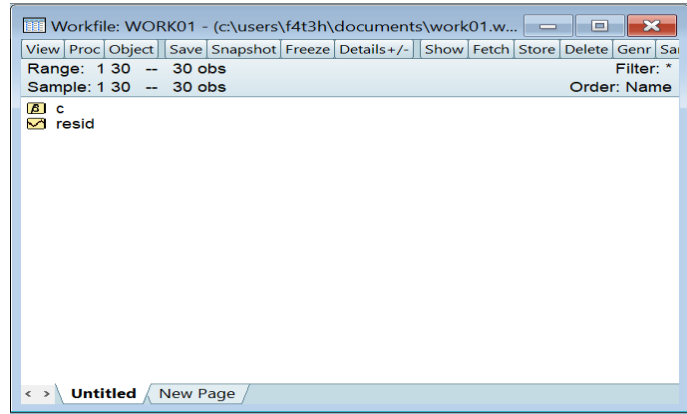 Workfile: WORK01 - (c:\users\f4t3h\documents\work01.w...
View Proc Object Save Snapshot Freeze Details+/- Show Fetch Store Delete Genr Sa
Range: 1 30 -- 30 obs Filter: *
Sample: 1 30 -- 30 obs Order: Name
β c
resid
< > Untitled New Page